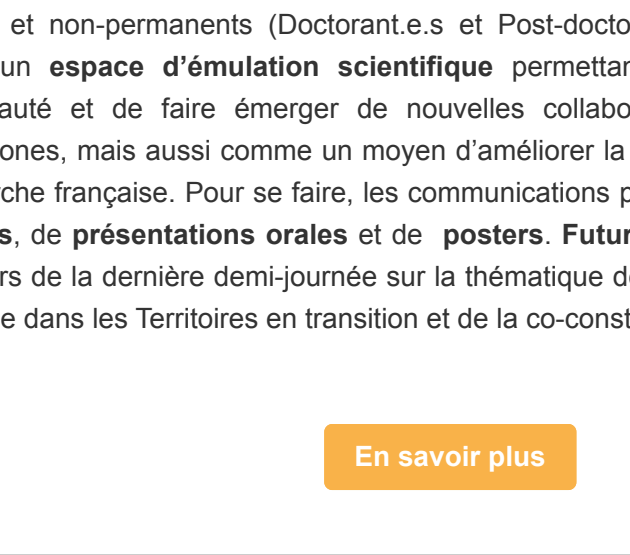 et non-permanents (Doctorant.e.s et Post-docto
un espace d’émulation scientifique permettan
auté et de faire émerger de nouvelles collabo
ones, mais aussi comme un moyen d’améliorer la
rche française. Pour se faire, les communications p
s, de présentations orales et de posters. Futur
rs de la dernière demi-journée sur la thématique d
e dans les Territoires en transition et de la co-const
En savoir plus